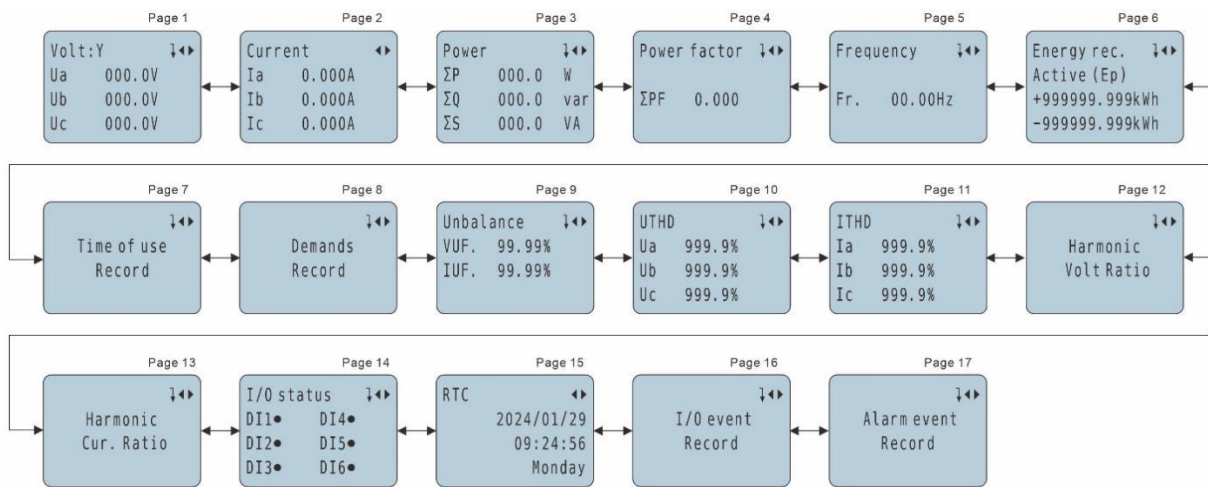 Page 1
Volt:Y ↴◂▸
Ua 000.0V
Ub 000.0V
Uc 000.0V
Page 2
Current ◂▸
Ia 0.000A
Ib 0.000A
Ic 0.000A
Page 3
Power ↴◂▸
ΣP 000.0 W
ΣQ 000.0 var
ΣS 000.0 VA
Page 4
Power factor ↴◂▸
ΣPF 0.000
Page 5
Frequency ↴◂▸
Fr. 00.00Hz
Page 6
Energy rec. ↴◂▸
Active(Ep)
+999999.999kWh
-999999.999kWh
Page 7
↴◂▸
Time of use
Record
Page 8
↴◂▸
Demands
Record
Page 9
Unbalance ↴◂▸
VUF. 99.99%
IUF. 99.99%
Page 10
UTHD ↴◂▸
Ua 999.9%
Ub 999.9%
Uc 999.9%
Page 11
ITHD ↴◂▸
Ia 999.9%
Ib 999.9%
Ic 999.9%
Page 12
↴◂▸
Harmonic
Volt Ratio
Page 13
↴◂▸
Harmonic
Cur. Ratio
Page 14
I/O status ↴◂▸
DI1● DI4●
DI2● DI5●
DI3● DI6●
Page 15
RTC ◂▸
2024/01/29
09:24:56
Monday
Page 16
↴◂▸
I/O event
Record
Page 17
↴◂▸
Alarm event
Record